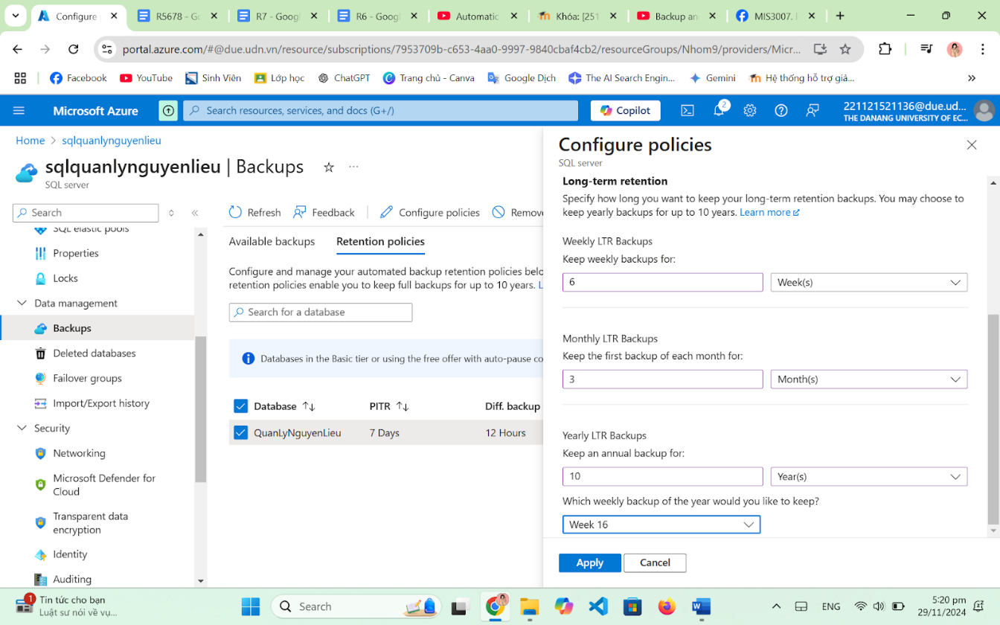 Configure
R5678 - Go
R7 - Googl
R6 - Googl
Automatic
Khóa: [251
Backup an
MIS3007.
portal.azure.com/#@due.udn.vn/resource/subscriptions/7953709b-c653-4aa0-9997-9840cbaf4cb2/resourceGroups/Nhom9/providers/Micr...
Facebook
YouTube
Sinh Viên
Lớp học
ChatGPT
Trang chủ - Canva
Google Dịch
The AI Search Engin...
Gemini
Hệ thống hỗ trợ giả...
Microsoft Azure
Search resources, services, and docs (G+/)
Copilot
2
221121521136@due.ud...
THE DANANG UNIVERSITY OF EC...
Home > sqlquanlynguyenlieu
sqlquanlynguyenlieu | Backups
SQL server
Search
SQL elastic pools
Properties
Locks
Data management
Backups
Deleted databases
Failover groups
Import/Export history
Security
Networking
Microsoft Defender for
Cloud
Transparent data
encryption
Identity
Auditing
Refresh
Feedback
Configure policies
Remove
Available backups
Retention policies
Configure and manage your automated backup retention policies belo
retention policies enable you to keep full backups for up to 10 years. L
Search for a database
Databases in the Basic tier or using the free offer with auto-pause co
Database
PITR
Diff. backup
QuanLyNguyenLieu
7 Days
12 Hours
Configure policies
SQL server
Long-term retention
Specify how long you want to keep your long-term retention backups. You may choose to
keep yearly backups for up to 10 years. Learn more
Weekly LTR Backups
Keep weekly backups for:
6
Week(s)
Monthly LTR Backups
Keep the first backup of each month for:
3
Month(s)
Yearly LTR Backups
Keep an annual backup for:
10
Year(s)
Which weekly backup of the year would you like to keep?
Week 16
Apply
Cancel
1
Tin tức cho bạn
Luật sư nói về vụ...
Search
ENG
5:20 pm
29/11/2024